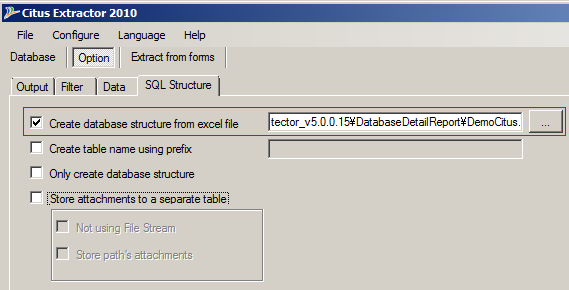 Citus Extractor 2010
File Configure Language Help
Database Option Extract from forms
Output Filter Data SQL Structure
Create database structure from excel file tector_v5.0.0.15¥DatabaseDetailReport¥DemoCitus. ...
Create table name using prefix
Only create database structure
Store attachments to a separate table
Not using File Stream
Store path's attachments